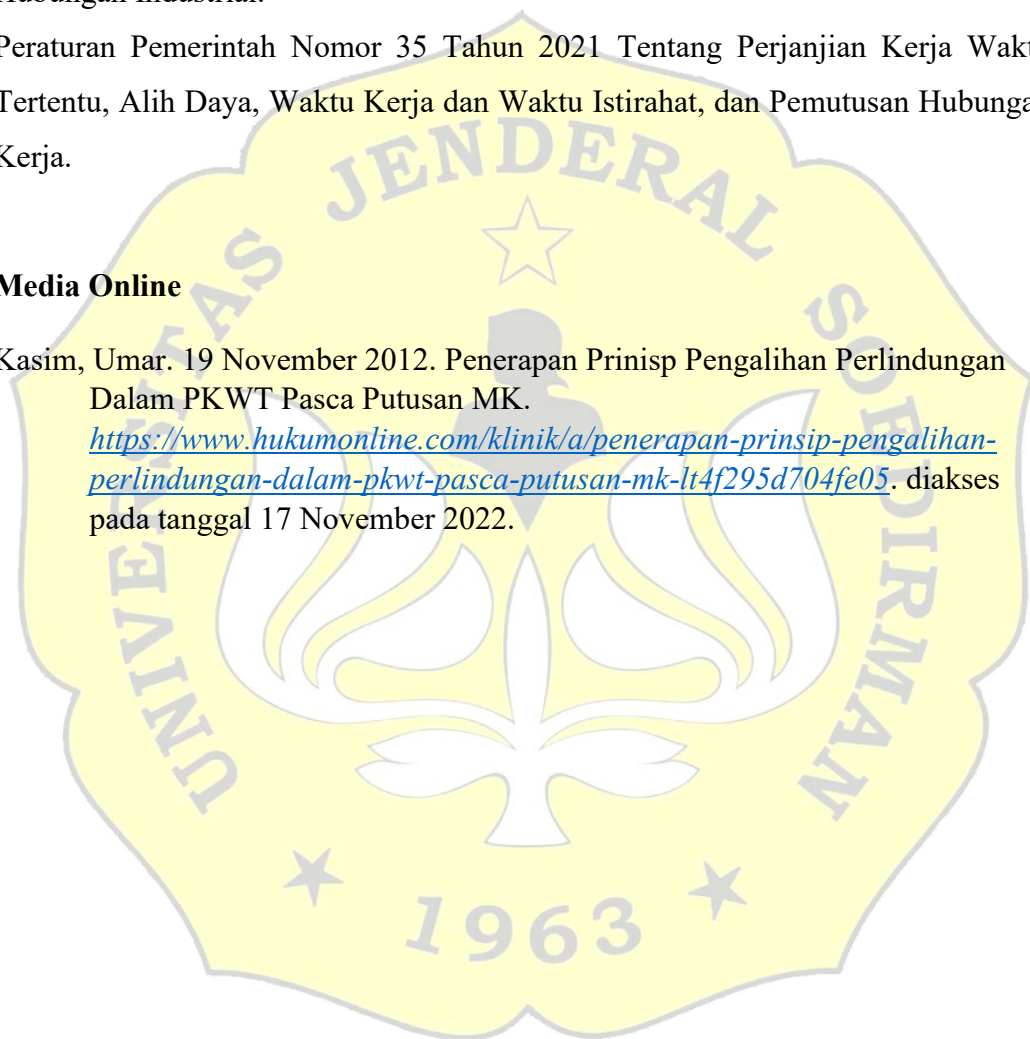 Hubungan Industrial.
Peraturan Pemerintah Nomor 35 Tahun 2021 Tentang Perjanjian Kerja Wakt
Tertentu, Alih Daya, Waktu Kerja dan Waktu Istirahat, dan Pemutusan Hubunga
Kerja.
Media Online
Kasim, Umar. 19 November 2012. Penerapan Prinisp Pengalihan Perlindungan
Dalam PKWT Pasca Putusan MK.
https://www.hukumonline.com/klinik/a/penerapan-prinsip-pengalihan-
perlindungan-dalam-pkwt-pasca-putusan-mk-lt4f295d704fe05. diakses
pada tanggal 17 November 2022.
UNIVERSITAS JENDERAL SOEDIRMAN
1963